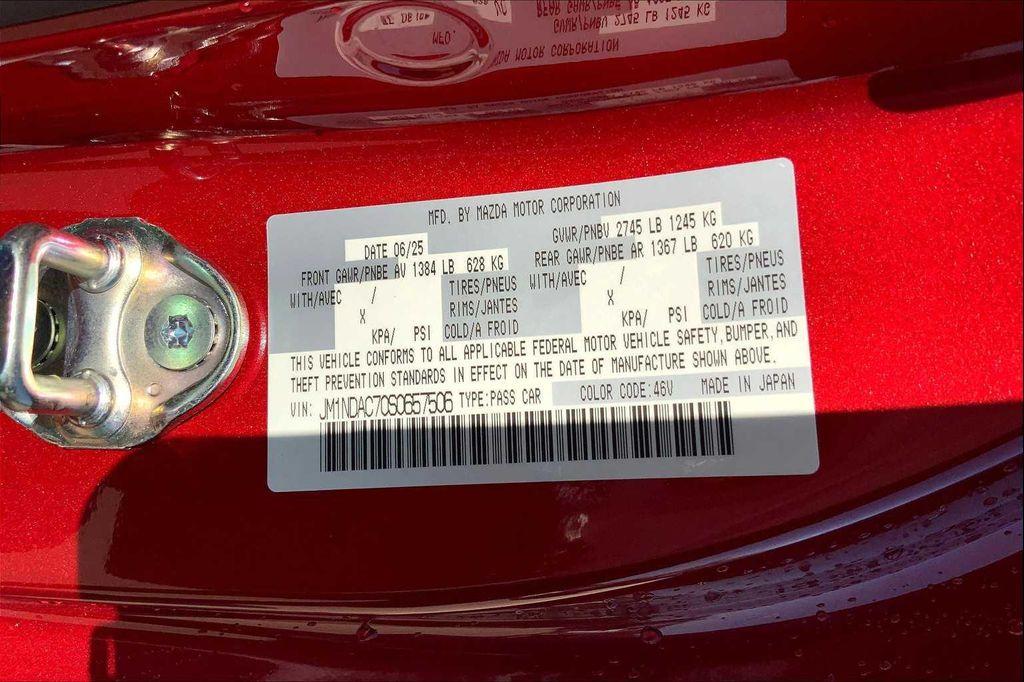 MFD. BY MAZDA MOTOR CORPORATION
DATE 06/25 GVWR/PNBV 2745 LB 1245 KG
FRONT GAWR/PNBE AV 1384 LB 628 KG REAR GAWR/PNBE AR 1367 LB 620 KG
WITH/AVEC / TIRES/PNEUS WITH/AVEC / TIRES/PNEUS
X RIMS/JANTES X RIMS/JANTES
KPA/ PSI COLD/A FROID KPA/ PSI COLD/A FROID
THIS VEHICLE CONFORMS TO ALL APPLICABLE FEDERAL MOTOR VEHICLE SAFETY, BUMPER, AND
THEFT PREVENTION STANDARDS IN EFFECT ON THE DATE OF MANUFACTURE SHOWN ABOVE.
VIN: JM1NDAC70S0657506 TYPE:PASS CAR COLOR CODE:46V MADE IN JAPAN